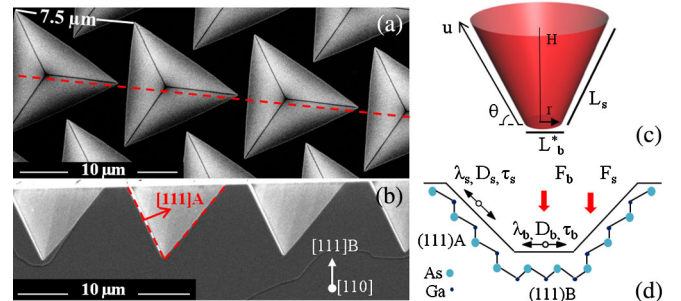 7.5 μm
(a)
10 μm
[111]A
(b)
[111]B
[110]
10 μm
u
H
θ
r
L_s
L*_b
(c)
λ_s, D_s, τ_s
F_b
F_s
λ_b, D_b, τ_b
(111)A
(111)B
As
Ga
(d)